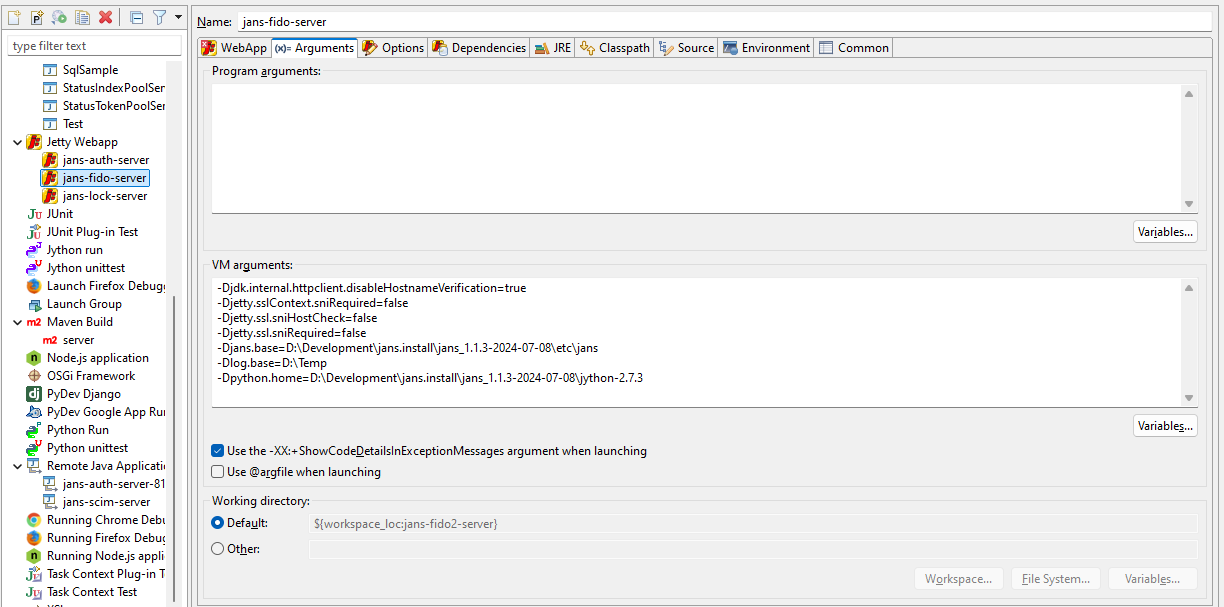 Name: jans-fido-server
type filter text
SqlSample
StatusIndexPoolSer
StatusTokenPoolSer
Test
Jetty Webapp
jans-auth-server
jans-fido-server
jans-lock-server
JUnit
JUnit Plug-in Test
Jython run
Jython unittest
Launch Firefox Debug
Launch Group
Maven Build
server
Node.js application
OSGi Framework
PyDev Django
PyDev Google App Ru
Python Run
Python unittest
Remote Java Applicati
jans-auth-server-81
jans-scim-server
Running Chrome Debu
Running Firefox Debug
Running Node.js appli
Task Context Plug-in T
Task Context Test
WebApp
(x)= Arguments
Options
Dependencies
JRE
Classpath
Source
Environment
Common
Program arguments:
Variables...
VM arguments:
-Djdk.internal.httpclient.disableHostnameVerification=true
-Djetty.sslContext.sniRequired=false
-Djetty.ssl.sniHostCheck=false
-Djetty.ssl.sniRequired=false
-Djans.base=D:\Development\jans.install\jans_1.1.3-2024-07-08\etc\jans
-Dlog.base=D:\Temp
-Dpython.home=D:\Development\jans.install\jans_1.1.3-2024-07-08\jython-2.7.3
Variables...
Use the -XX:+ShowCodeDetailsInExceptionMessages argument when launching
Use @argfile when launching
Working directory:
Default: ${workspace_loc:jans-fido2-server}
Other:
Workspace...
File System...
Variables...